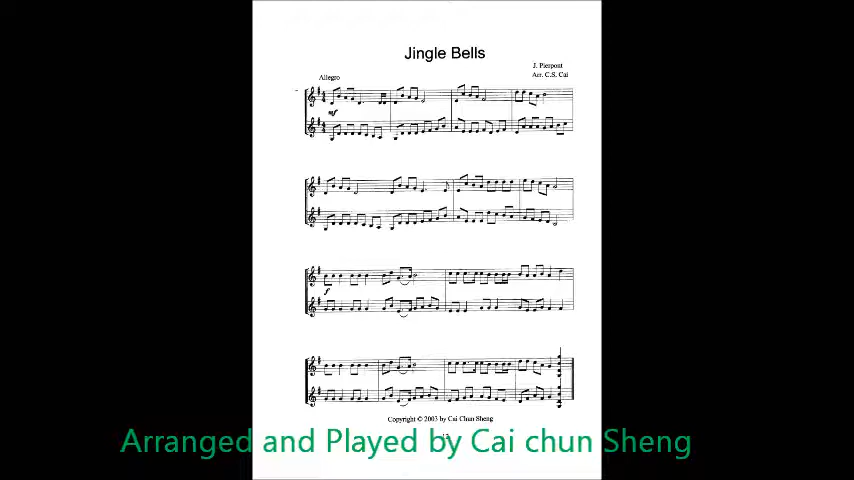 Jingle Bells
J. Pierpont
Allegro
Arr. C.S. Cai
mf
f
Copyright © 2003 by Cai Chun Sheng
Arranged and Played by Cai chun Sheng